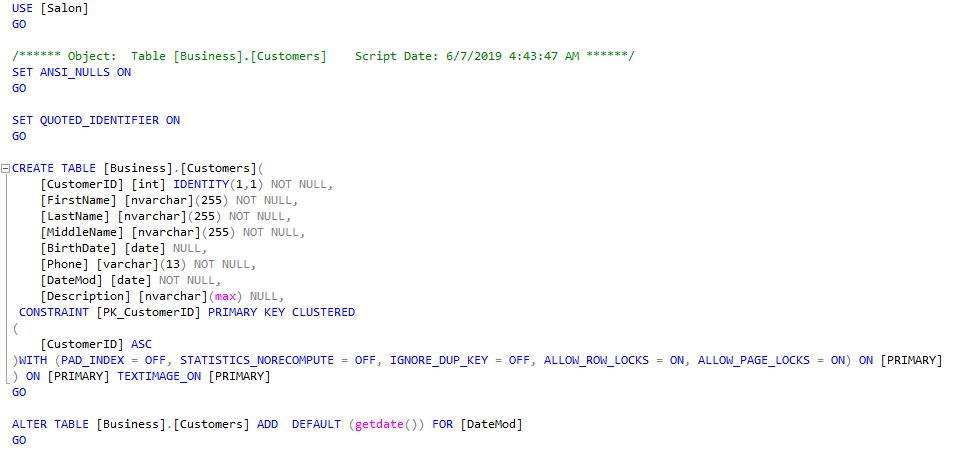 USE [Salon]
GO
/****** Object:  Table [Business].[Customers]    Script Date: 6/7/2019 4:43:47 AM ******/
SET ANSI_NULLS ON
GO
SET QUOTED_IDENTIFIER ON
GO
CREATE TABLE [Business].[Customers](
    [CustomerID] [int] IDENTITY(1,1) NOT NULL,
    [FirstName] [nvarchar](255) NOT NULL,
    [LastName] [nvarchar](255) NOT NULL,
    [MiddleName] [nvarchar](255) NOT NULL,
    [BirthDate] [date] NULL,
    [Phone] [varchar](13) NOT NULL,
    [DateMod] [date] NOT NULL,
    [Description] [nvarchar](max) NULL,
 CONSTRAINT [PK_CustomerID] PRIMARY KEY CLUSTERED
(
    [CustomerID] ASC
)WITH (PAD_INDEX = OFF, STATISTICS_NORECOMPUTE = OFF, IGNORE_DUP_KEY = OFF, ALLOW_ROW_LOCKS = ON, ALLOW_PAGE_LOCKS = ON) ON [PRIMARY]
) ON [PRIMARY] TEXTIMAGE_ON [PRIMARY]
GO
ALTER TABLE [Business].[Customers] ADD  DEFAULT (getdate()) FOR [DateMod]
GO